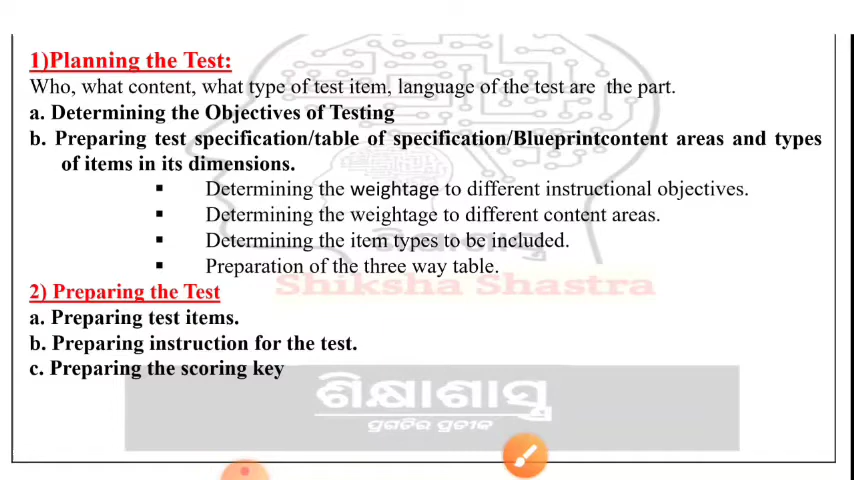 1)Planning the Test:
Who, what content, what type of test item, language of the test are the part.
a. Determining the Objectives of Testing
b. Preparing test specification/table of specification/Blueprintcontent areas and types
of items in its dimensions.
▪ Determining the weightage to different instructional objectives.
▪ Determining the weightage to different content areas.
▪ Determining the item types to be included.
▪ Preparation of the three way table.
Shiksha Shastra
2) Preparing the Test
a. Preparing test items.
b. Preparing instruction for the test.
c. Preparing the scoring key
ଶିକ୍ଷାଶାସ୍ତ୍ର
ପ୍ରଗତିର ପ୍ରତୀକ